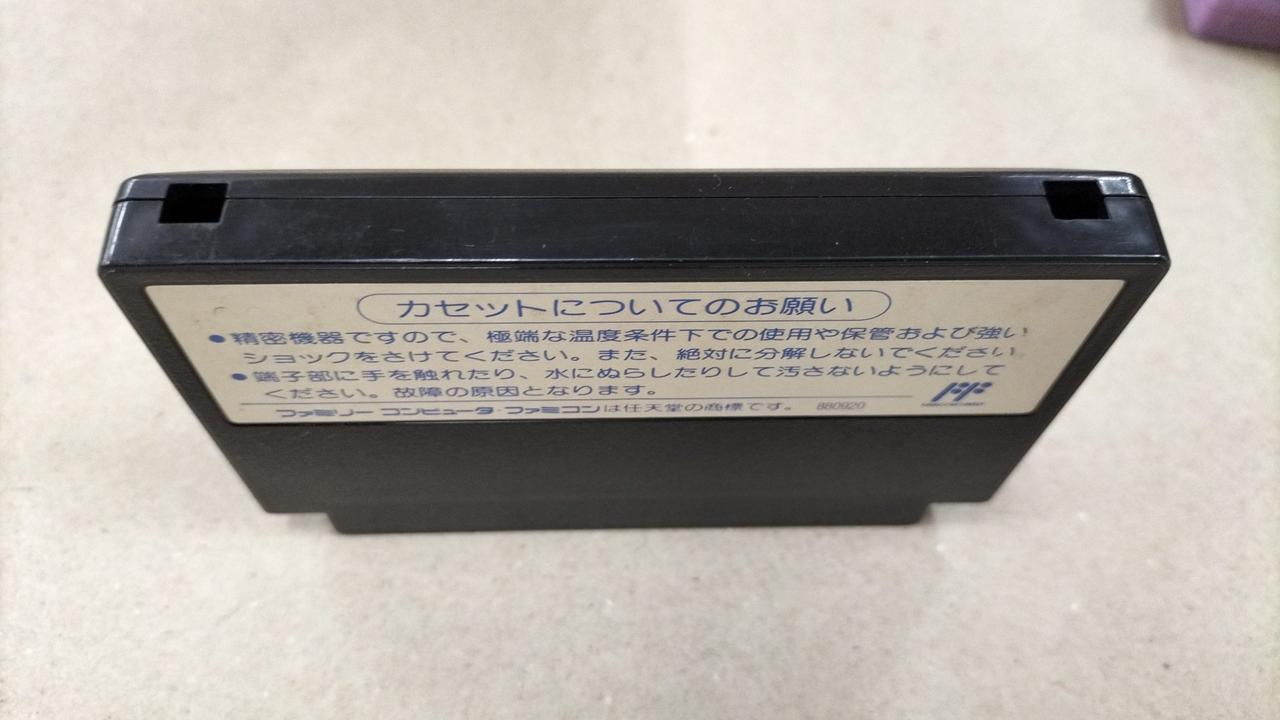 カセットについてのお願い
●精密機器ですので、極端な温度条件下での使用や保管および強い
ショックをさけてください。また、絶対に分解しないでください。
●端子部に手を触れたり、水にぬらしたりして汚さないようにして
ください。故障の原因となります。
ファミリーコンピュータ・ファミコンは任天堂の商標です。 880920